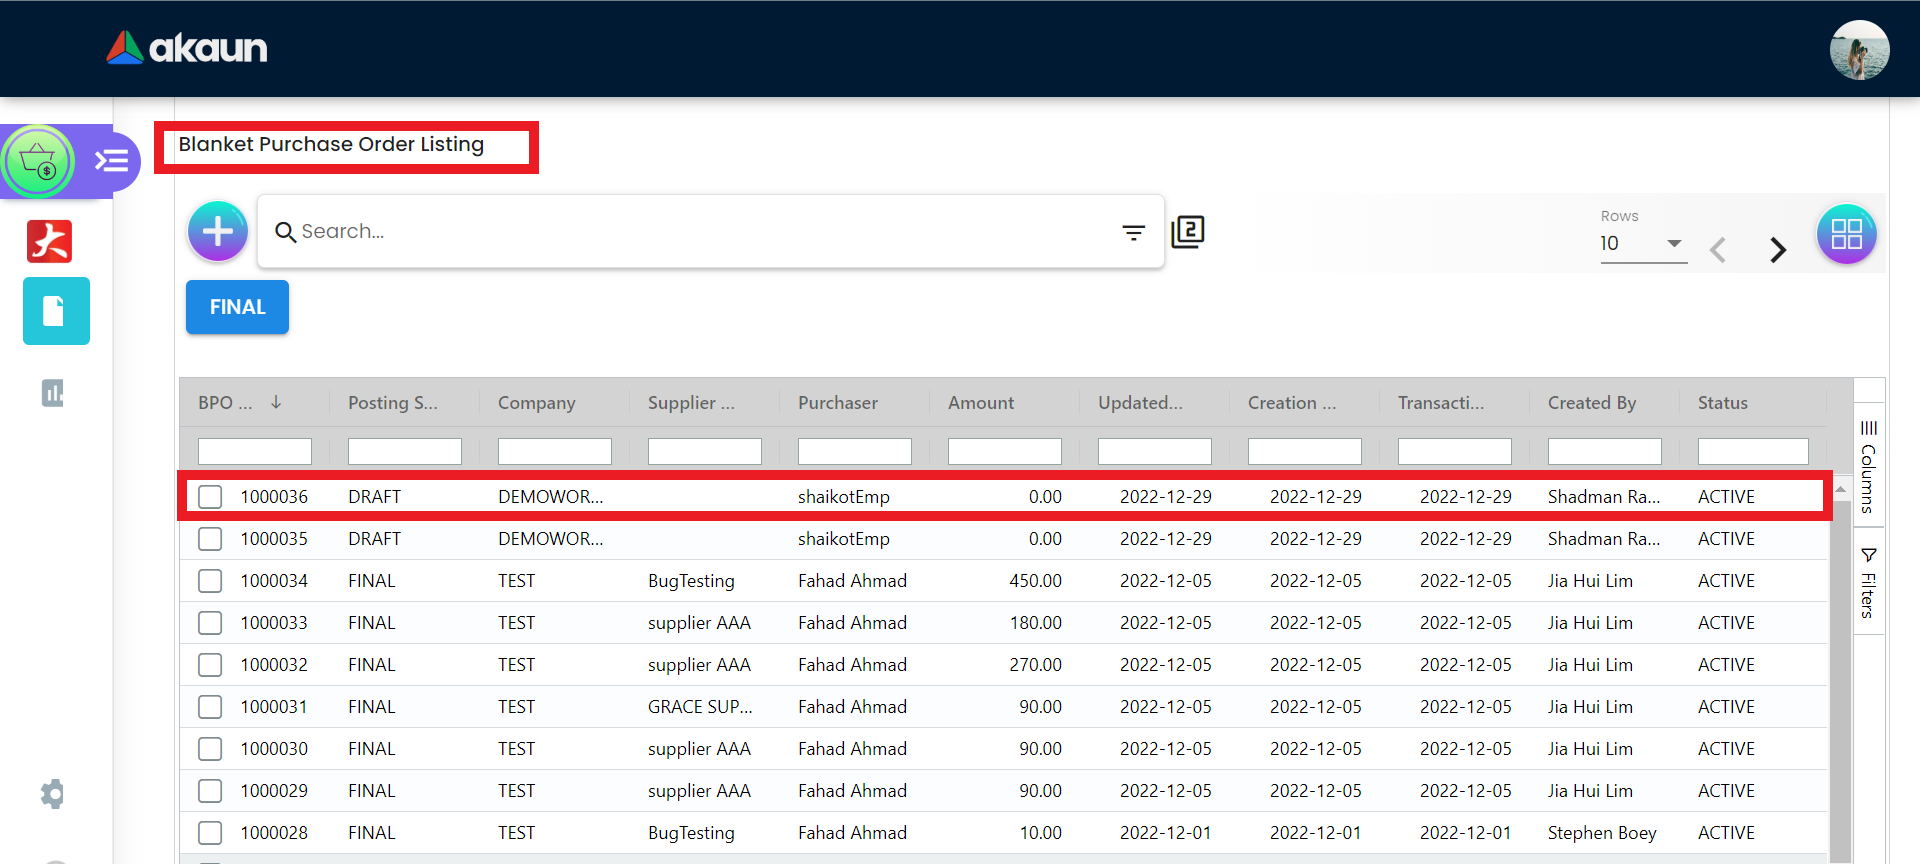 akaun
Blanket Purchase Order Listing
Search...
2
Rows
10
FINAL
BPO ... Posting S... Company Supplier ... Purchaser Amount Updated... Creation ... Transacti... Created By Status
1000036 DRAFT DEMOWOR... shaikotEmp 0.00 2022-12-29 2022-12-29 2022-12-29 Shadman Ra... ACTIVE
1000035 DRAFT DEMOWOR... shaikotEmp 0.00 2022-12-29 2022-12-29 2022-12-29 Shadman Ra... ACTIVE
1000034 FINAL TEST BugTesting Fahad Ahmad 450.00 2022-12-05 2022-12-05 2022-12-05 Jia Hui Lim ACTIVE
1000033 FINAL TEST supplier AAA Fahad Ahmad 180.00 2022-12-05 2022-12-05 2022-12-05 Jia Hui Lim ACTIVE
1000032 FINAL TEST supplier AAA Fahad Ahmad 270.00 2022-12-05 2022-12-05 2022-12-05 Jia Hui Lim ACTIVE
1000031 FINAL TEST GRACE SUP... Fahad Ahmad 90.00 2022-12-05 2022-12-05 2022-12-05 Jia Hui Lim ACTIVE
1000030 FINAL TEST supplier AAA Fahad Ahmad 90.00 2022-12-05 2022-12-05 2022-12-05 Jia Hui Lim ACTIVE
1000029 FINAL TEST supplier AAA Fahad Ahmad 90.00 2022-12-05 2022-12-05 2022-12-05 Jia Hui Lim ACTIVE
1000028 FINAL TEST BugTesting Fahad Ahmad 10.00 2022-12-01 2022-12-01 2022-12-01 Stephen Boey ACTIVE
Columns
Filters